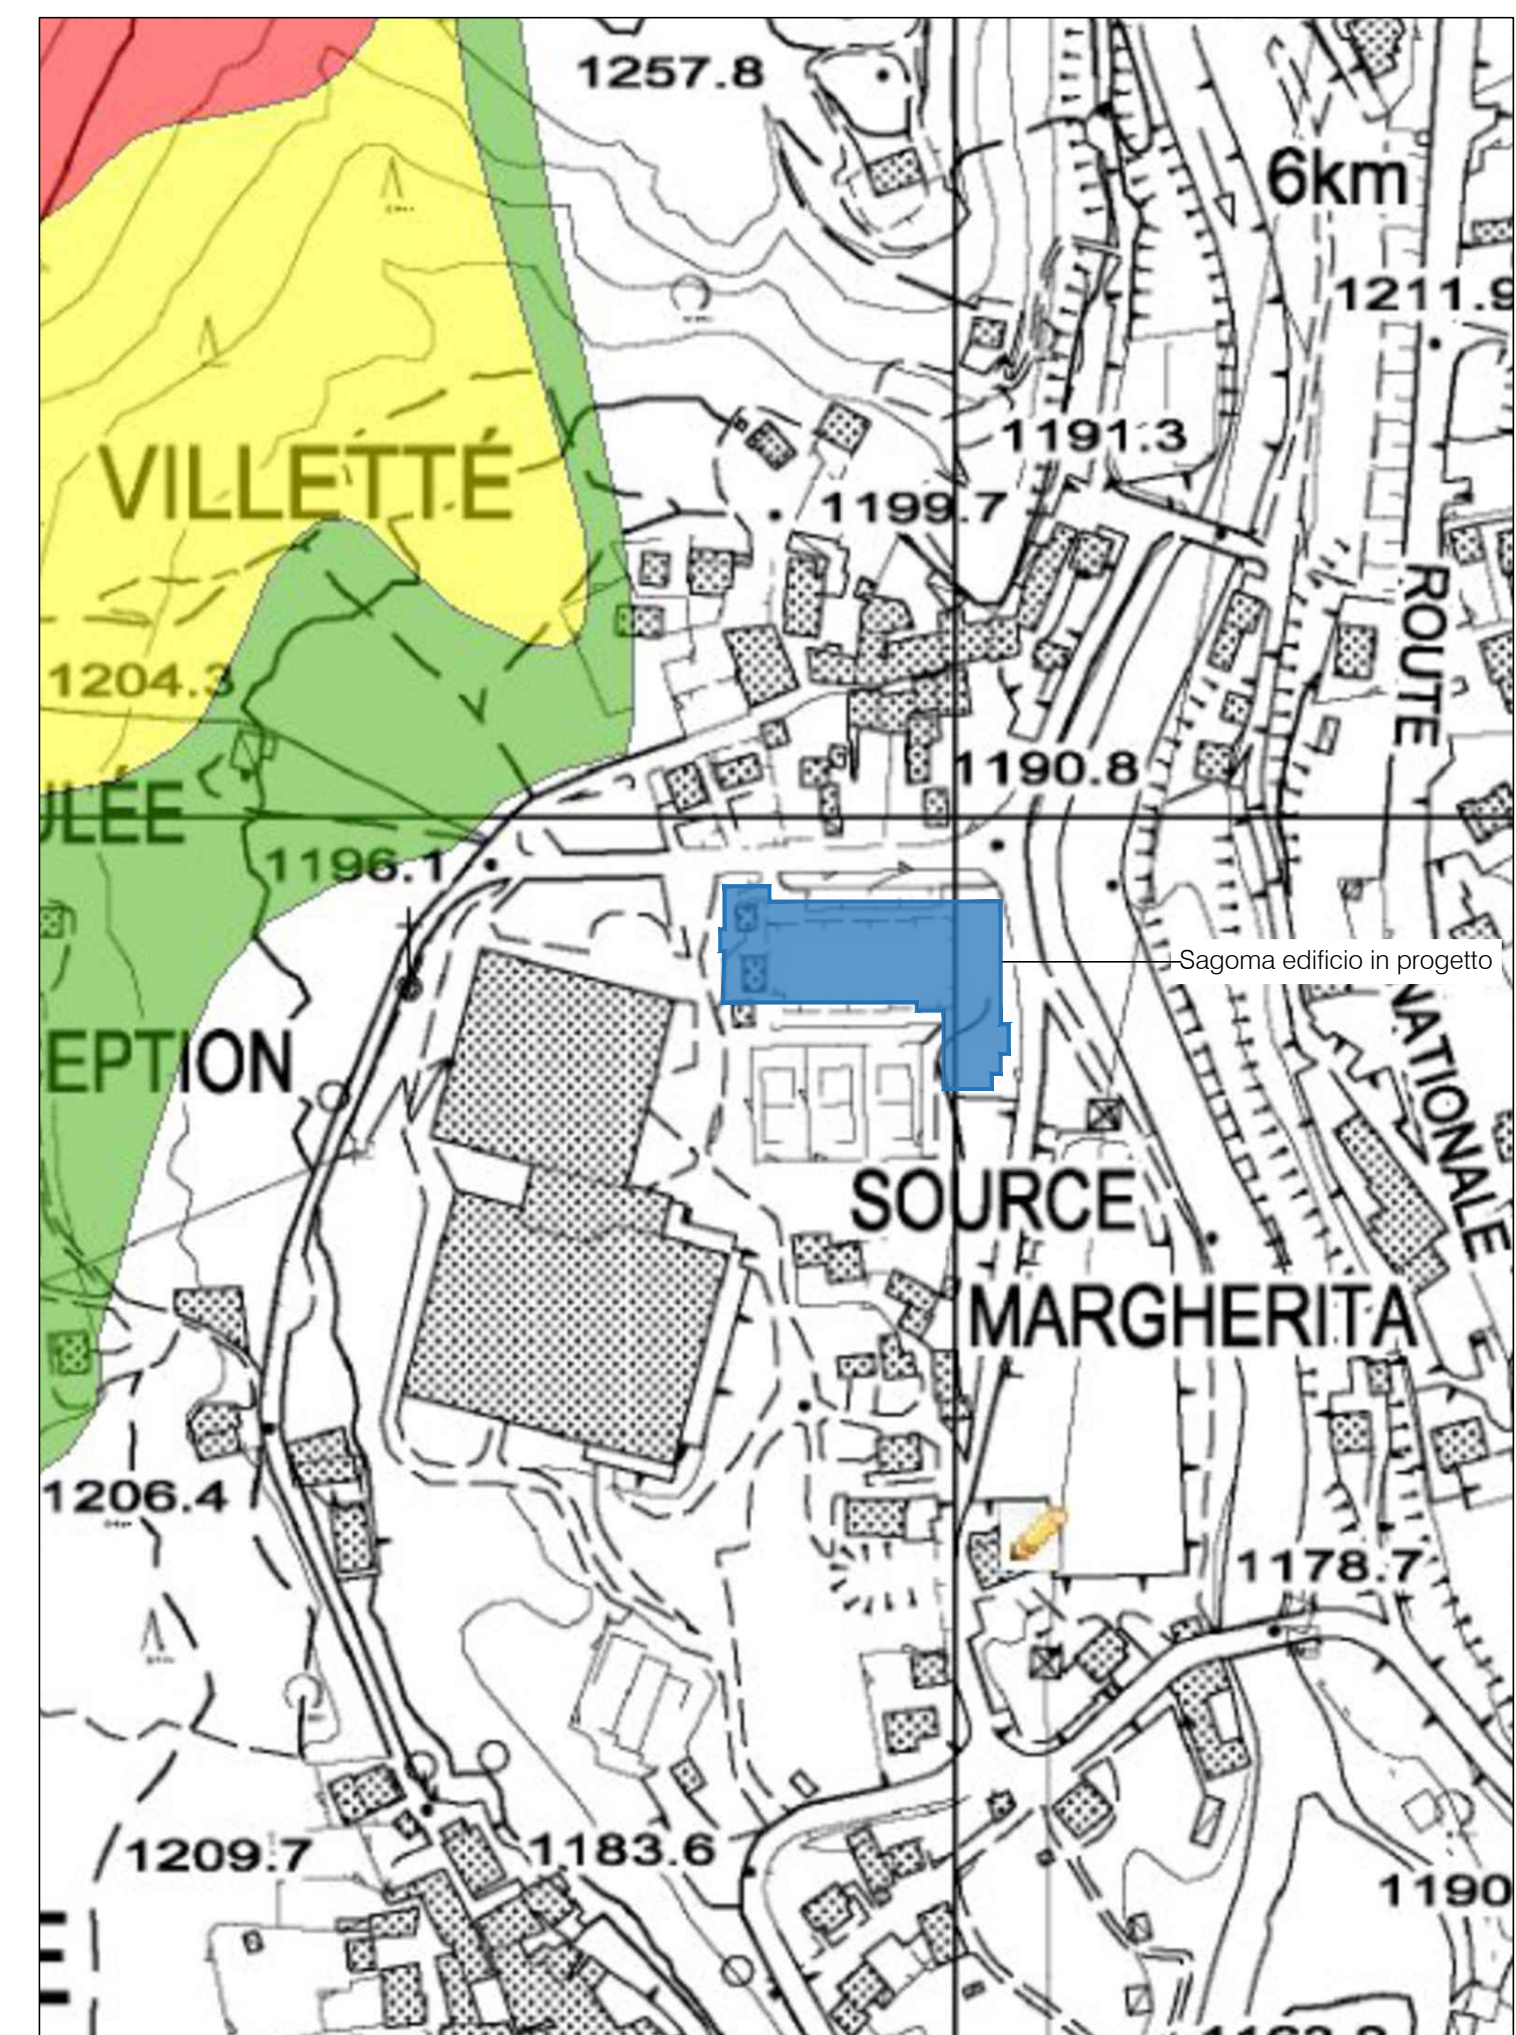 1257.8
6km
1211.9
1191.3
VILLETTÉ
1199.7
ROUTE
1204.3
1190.8
ULÉE
1196.1
Sagoma edificio in progetto
EPTION
NATIONALE
SOURCE
MARGHERITA
1206.4
1178.7
1209.7
1183.6
1190